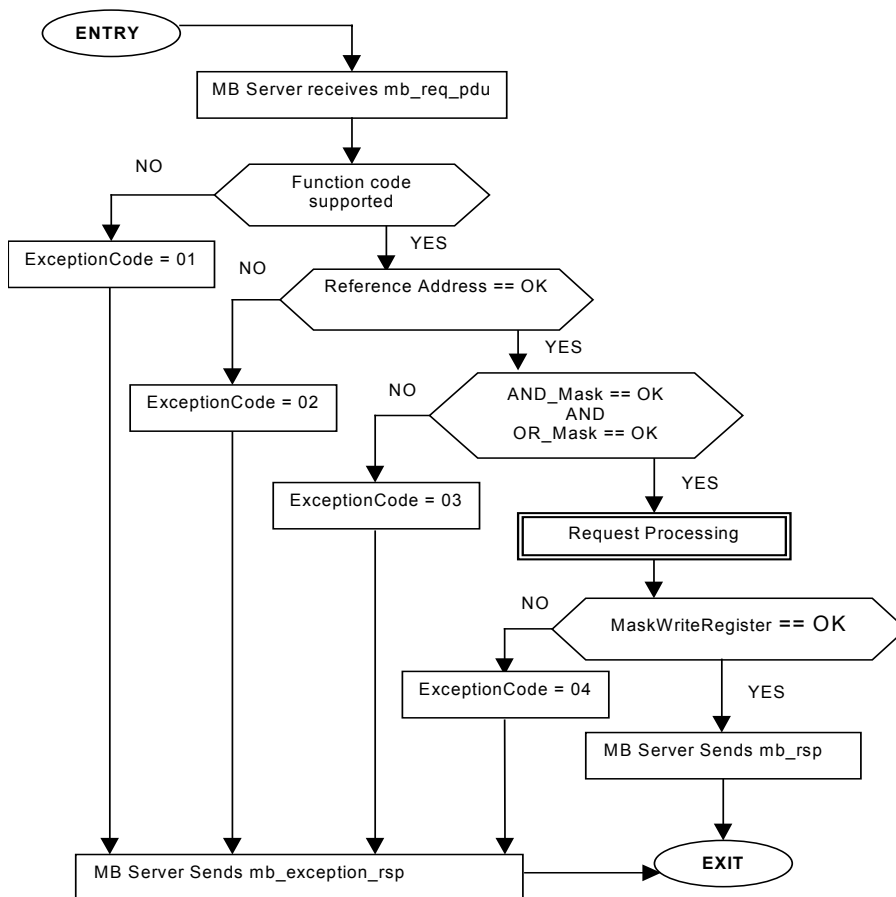 ENTRY
MB Server receives mb_req_pdu
NO
Function code
supported
YES
ExceptionCode = 01
NO
Reference Address == OK
YES
ExceptionCode = 02
NO
AND_Mask == OK
AND
OR_Mask == OK
YES
ExceptionCode = 03
Request Processing
NO
MaskWriteRegister == OK
ExceptionCode = 04
YES
MB Server Sends mb_rsp
MB Server Sends mb_exception_rsp
EXIT